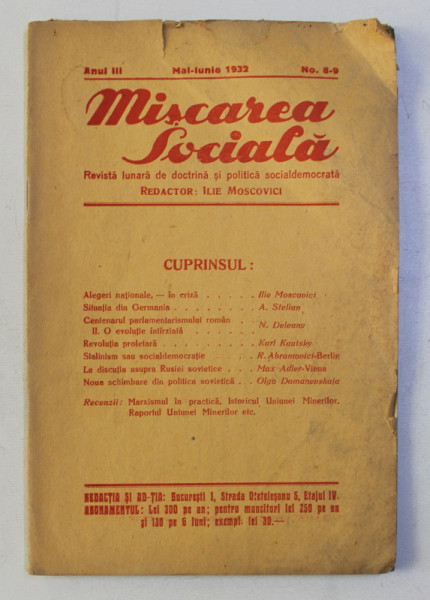 Anul III Mai-Iunie 1932 No. 8-9
Mișcarea
Socială
Revistă lunară de doctrină și politică socialdemocrată
REDACTOR: ILIE MOSCOVICI
CUPRINSUL:
Alegeri naționale, — în criză . . . . . Ilie Moscovici
Situația din Germania . . . . . . . . A. Stelian
Centenarul parlamentarismului român . .
II. O evoluție întîrziată . . . . . N. Deleanu
Revoluția proletară . . . . . . . . . Karl Kautsky
Stalinism sau socialdemocrație . . R. Abramovici-Berlin
La discuția asupra Rusiei sovietice . . . Max Adler-Viena
Noua schimbare din politica sovietică . . Olga Domanevskaja
Recenzii: Marxismul în practică, Istoricul Uniunei Minerilor,
Raportul Uniunei Minerilor etc.
REDACȚIA ȘI AD-ȚIA: București I, Strada Oteteleșanu 5, Etajul IV.
ABONAMENTUL: Lei 300 pe an; pentru muncitori lei 250 pe an
și 130 pe 6 luni; exempl. lei 30.—